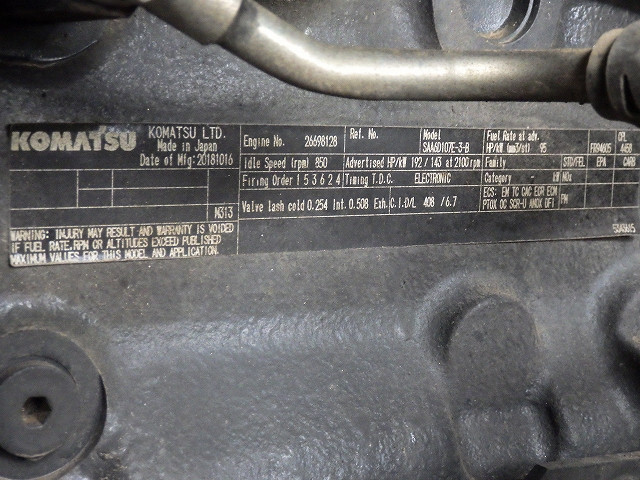 KOMATSU KOMATSU LTD.
Made in Japan
Date of Mfg: 20181016
N313
WARNING: INJURY MAY RESULT AND WARRANTY IS VOIDED
IF FUEL RATE.RPM OR ALTITUDES EXCEED PUBLISHED
MAXIMUM VALUES FOR THIS MODEL AND APPLICATION.
Engine No. 26698128 Ref. No. Model SAA6D107E-3-B Fuel Rate at adv. HP/kW (mm3/st) 95 FR94605 CPL 4458
Idle Speed (rpm) 850 Advertised HP/kW 192 / 143 at 2100 rpm Family STD/FEL EPA CARB
Firing Order 1 5 3 6 2 4 Timing T.D.C. ELECTRONIC Category - kW NOx
Valve lash cold 0.254 Int. 0.508 Exh. C.I.D/L 408 / 6.7 ECS: EM TC CAC EGR ECM PM
PTOX OC SCR-U AMOX DFI